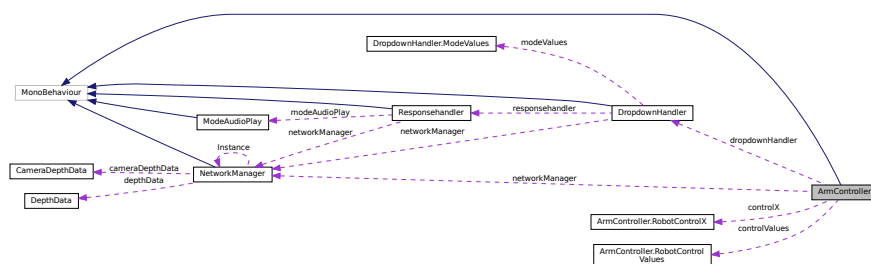 DropdownHandler.ModeValues
modeValues
MonoBehaviour
ModeAudioPlay
modeAudioPlay
Responsehandler
responsehandler
DropdownHandler
networkManager
networkManager
dropdownHandler
Instance
CameraDepthData
cameraDepthData
NetworkManager
depthData
DepthData
networkManager
ArmController
controlX
ArmController.RobotControlX
controlValues
ArmController.RobotControl
Values